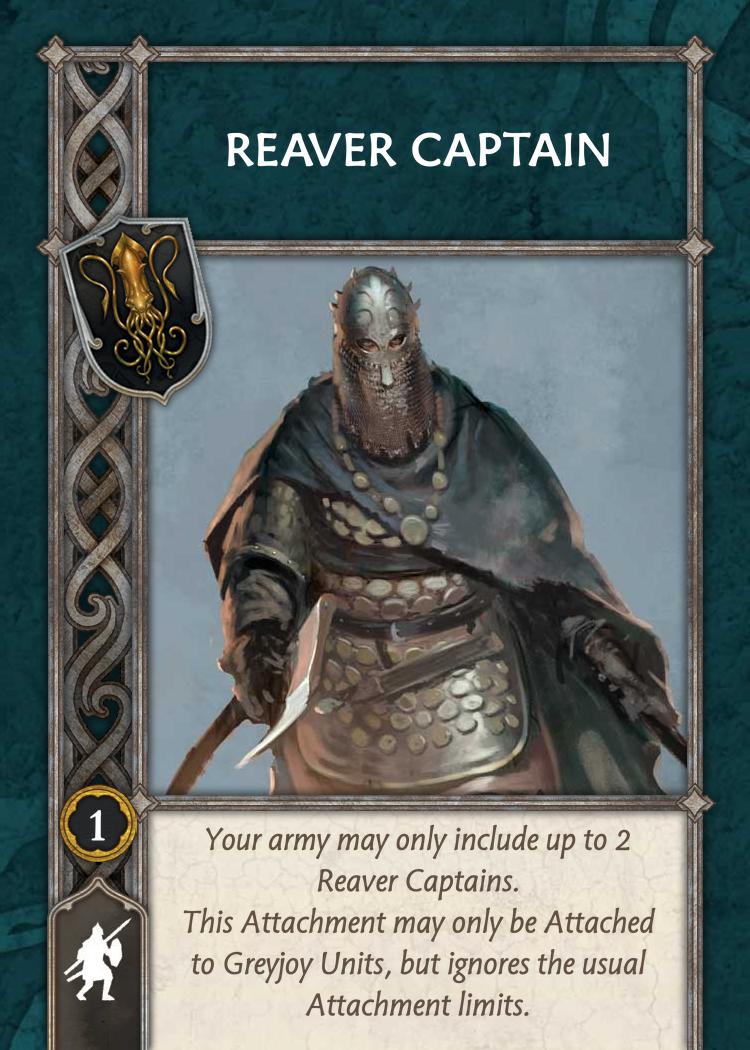 REAVER CAPTAIN
1
Your army may only include up to 2
Reaver Captains.
This Attachment may only be Attached
to Greyjoy Units, but ignores the usual
Attachment limits.